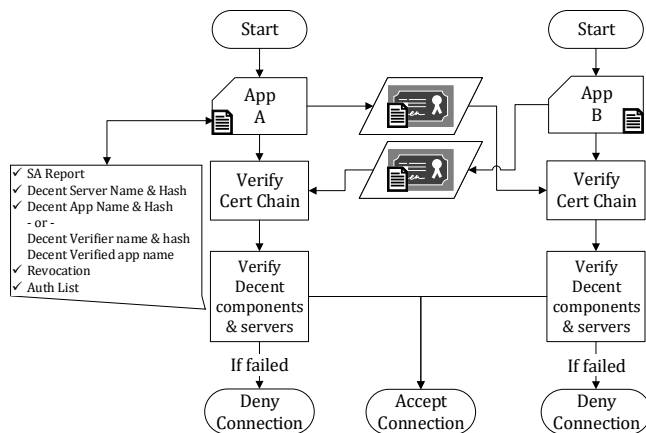 Start
Start
App
A
App
B
Verify
Cert Chain
Verify
Cert Chain
✓ SA Report
✓ Decent Server Name & Hash
✓ Decent App Name & Hash
- or -
Decent Verifier name & hash
Decent Verified app name
✓ Revocation
✓ Auth List
Verify
Decent
components
& servers
Verify
Decent
components
& servers
If failed
If failed
Deny
Connection
Accept
Connection
Deny
Connection